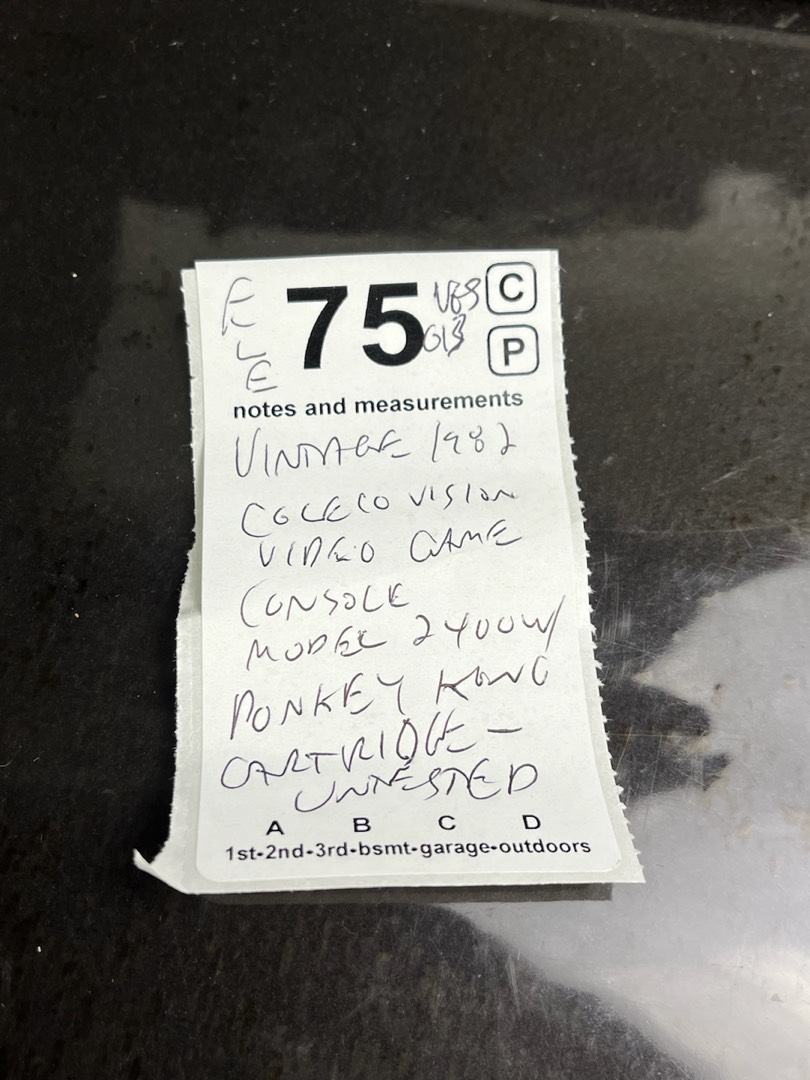 ELE
75
C
P
notes and measurements
VINTAGE 1982
COLECO VISION
VIDEO GAME
CONSOLE
MODEL 2400 W/
DONKEY KONG
CARTRIDGE-
UNTESTED
A B C D
1st-2nd-3rd-bsmt-garage-outdoors